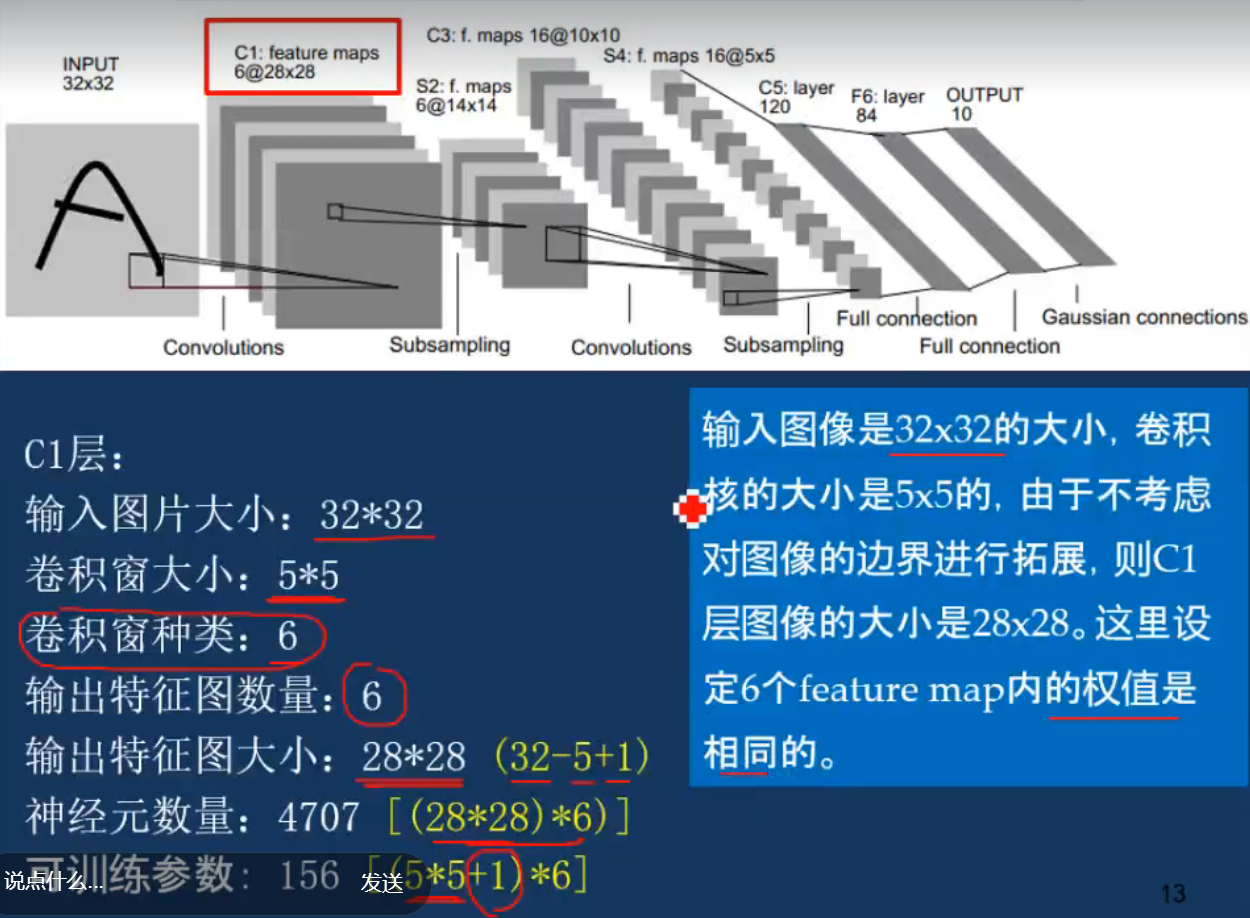 INPUT
32x32
C1: feature maps
6@28x28
S2: f. maps
6@14x14
C3: f. maps 16@10x10
S4: f. maps 16@5x5
C5: layer
120
F6: layer
84
OUTPUT
10
Convolutions
Subsampling
Convolutions
Subsampling
Full connection
Full connection
Gaussian connections
C1层：
输入图片大小：32*32
卷积窗大小：5*5
卷积窗种类：6
输出特征图数量：6
输出特征图大小：28*28 (32-5+1)
神经元数量：4707 [(28*28)*6)]
可训练参数：156 [(5*5+1)*6]
说点什么...
发送
输入图像是32x32的大小，卷积
核的大小是5x5的，由于不考虑
对图像的边界进行拓展，则C1
层图像的大小是28x28。这里设
定6个feature map内的权值是
相同的。
13